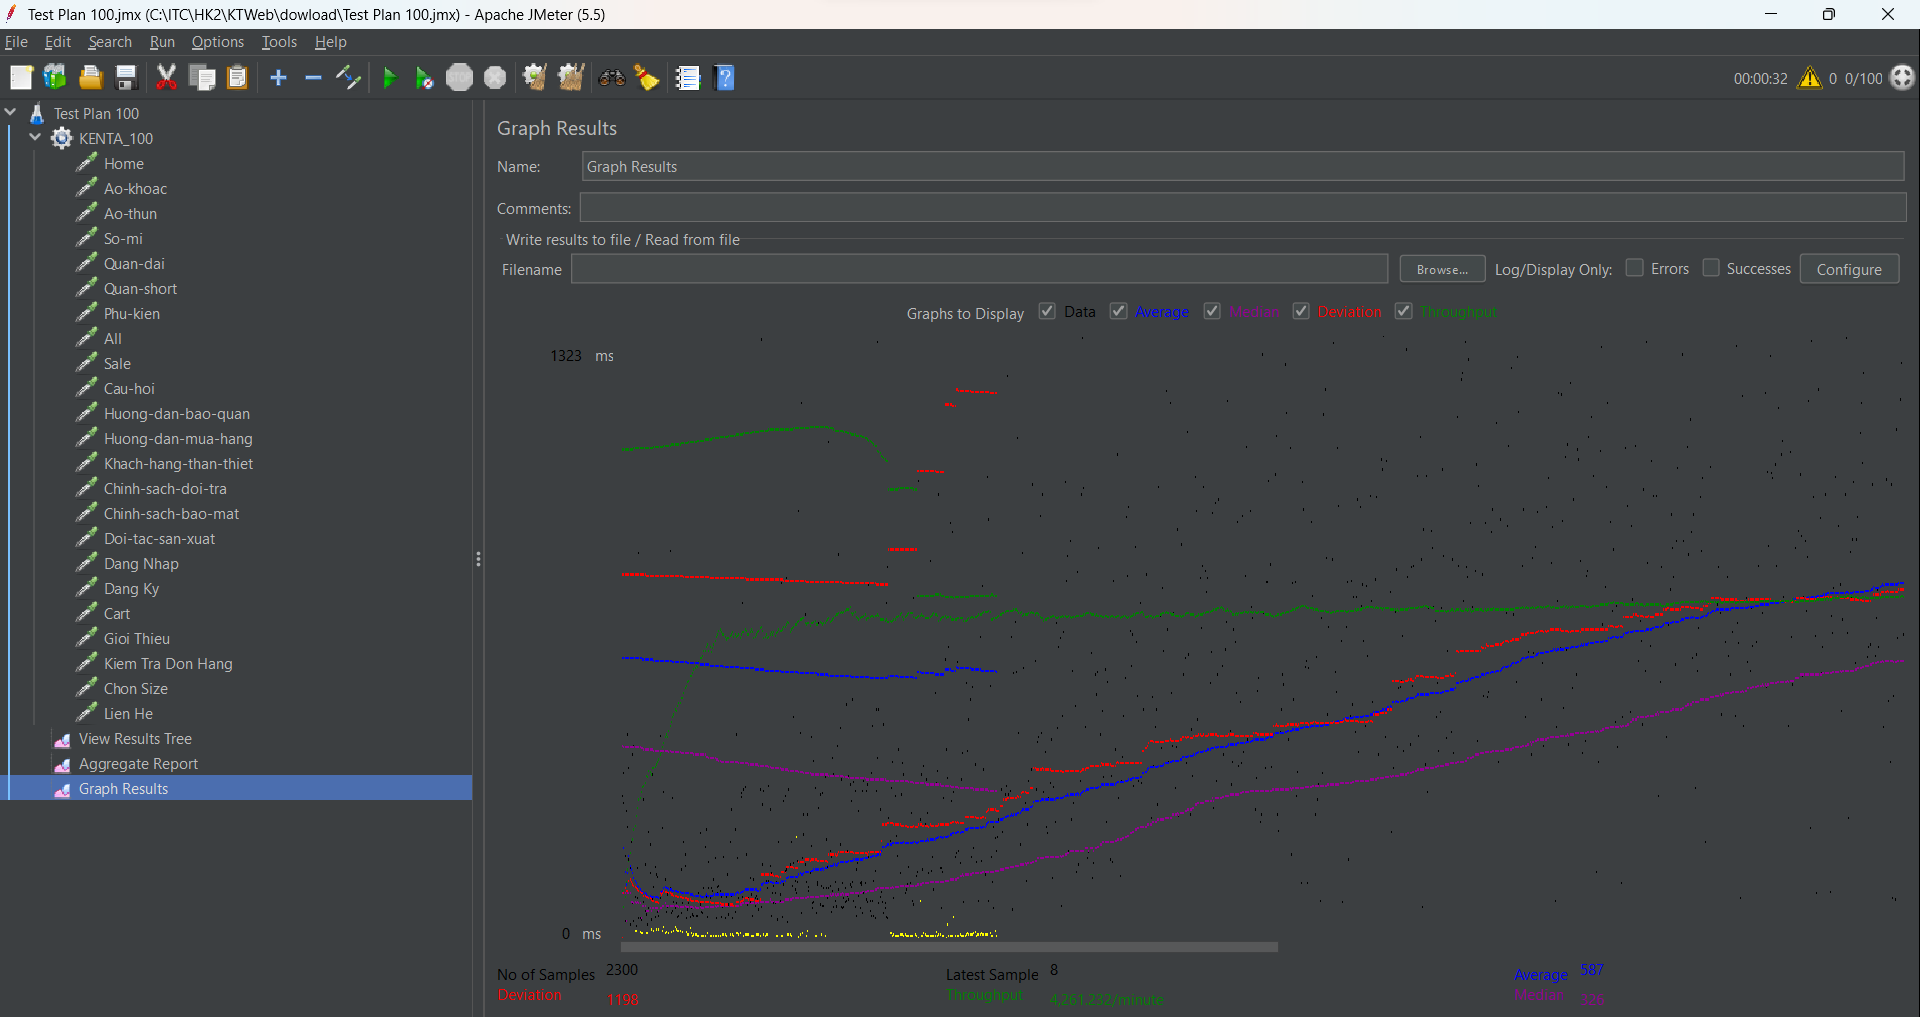 Test Plan 100.jmx (C:\ITC\HK2\KTWeb\dowload\Test Plan 100.jmx) - Apache JMeter (5.5)
File Edit Search Run Options Tools Help
STOP
00:00:32 0 0/100
Test Plan 100
KENTA_100
Home
Ao-khoac
Ao-thun
So-mi
Quan-dai
Quan-short
Phu-kien
All
Sale
Cau-hoi
Huong-dan-bao-quan
Huong-dan-mua-hang
Khach-hang-than-thiet
Chinh-sach-doi-tra
Chinh-sach-bao-mat
Doi-tac-san-xuat
Dang Nhap
Dang Ky
Cart
Gioi Thieu
Kiem Tra Don Hang
Chon Size
Lien He
View Results Tree
Aggregate Report
Graph Results
Graph Results
Name: Graph Results
Comments:
Write results to file / Read from file
Filename Browse... Log/Display Only: Errors Successes Configure
Graphs to Display Data Average Median Deviation Throughput
1323 ms
0 ms
No of Samples 2300 Latest Sample 8 Average 587
Deviation 1198 Throughput 4,261.232/minute Median 328